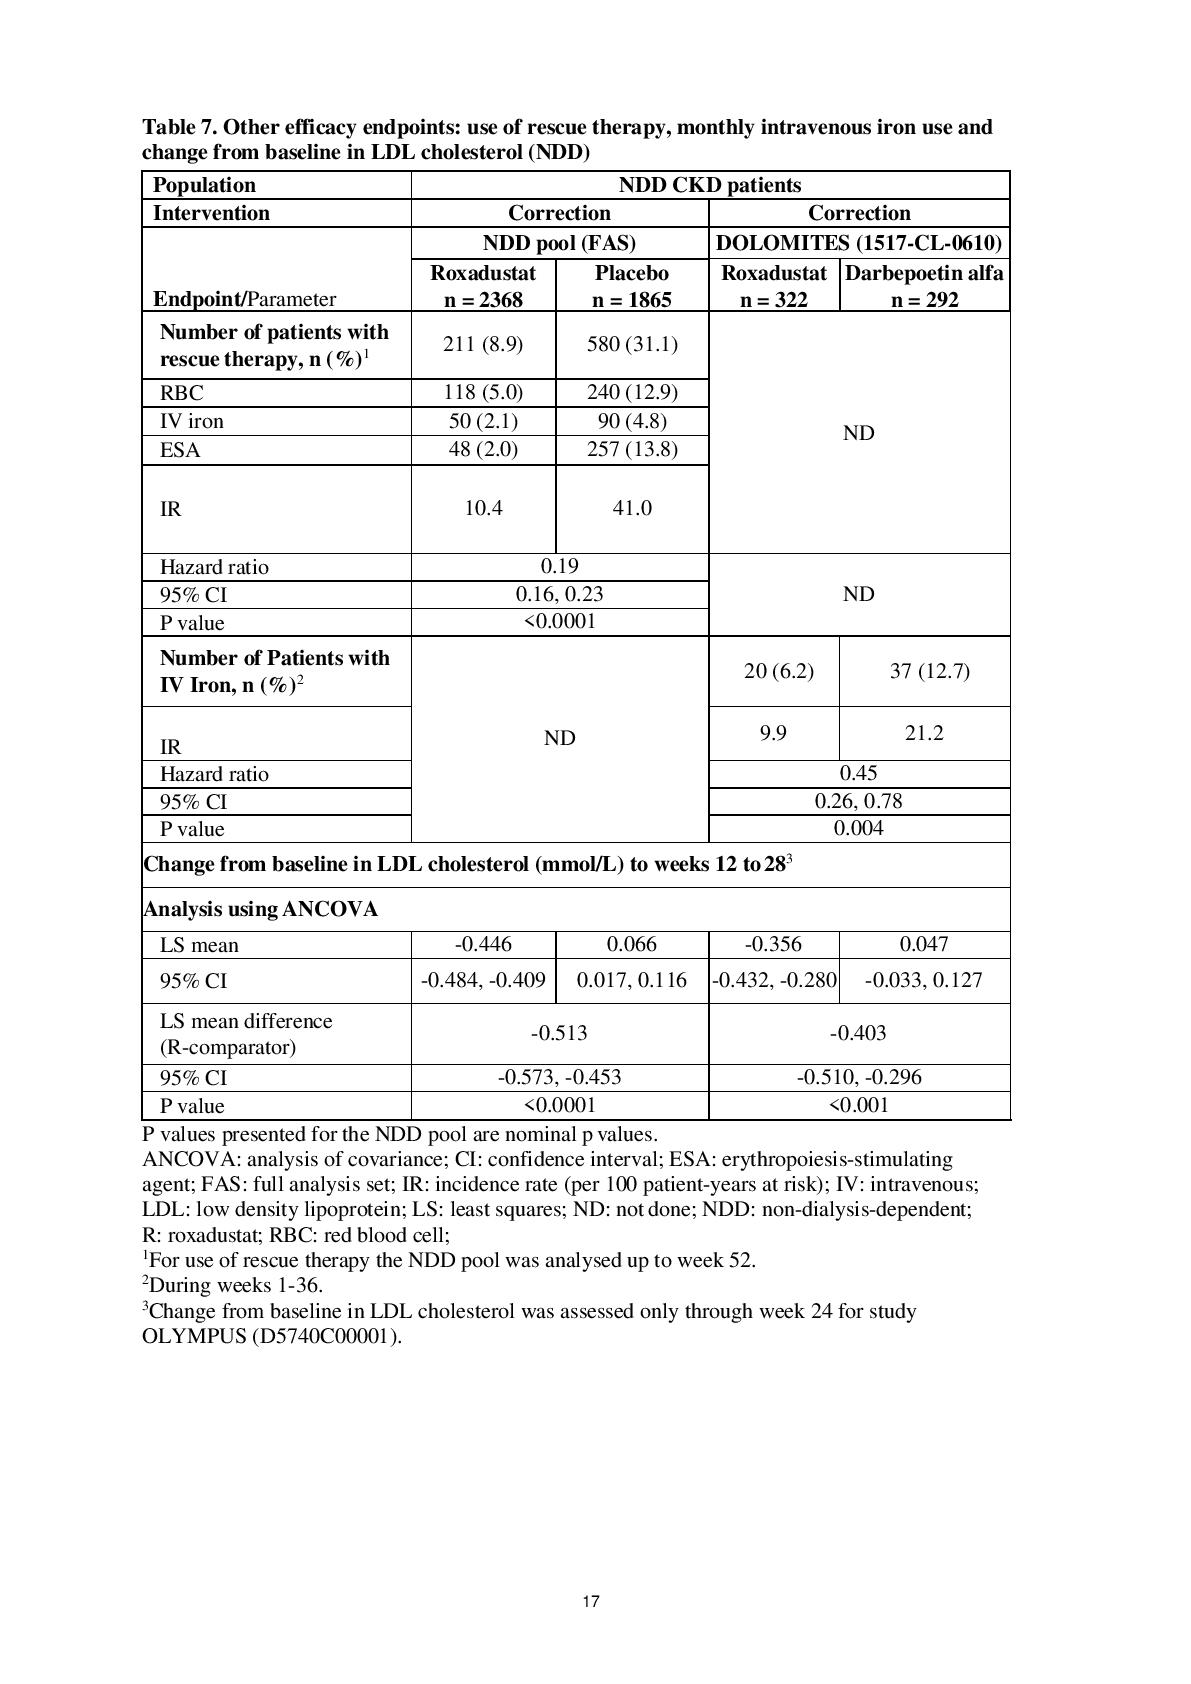 Table 7. Other efficacy endpoints: use of rescue therapy, monthly intravenous iron use and
change from baseline in LDL cholesterol (NDD)
Population NDD CKD patients
Intervention Correction Correction
NDD pool (FAS) DOLOMITES (1517-CL-0610)
Endpoint/Parameter Roxadustat n = 2368 Placebo n = 1865 Roxadustat n = 322 Darbepoetin alfa n = 292
Number of patients with
rescue therapy, n (%)1 211 (8.9) 580 (31.1) ND
RBC 118 (5.0) 240 (12.9)
IV iron 50 (2.1) 90 (4.8)
ESA 48 (2.0) 257 (13.8)
IR 10.4 41.0
Hazard ratio 0.19 ND
95% CI 0.16, 0.23
P value <0.0001
Number of Patients with
IV Iron, n (%)2 ND 20 (6.2) 37 (12.7)
IR 9.9 21.2
Hazard ratio 0.45
95% CI 0.26, 0.78
P value 0.004
Change from baseline in LDL cholesterol (mmol/L) to weeks 12 to 283
Analysis using ANCOVA
LS mean -0.446 0.066 -0.356 0.047
95% CI -0.484, -0.409 0.017, 0.116 -0.432, -0.280 -0.033, 0.127
LS mean difference
(R-comparator) -0.513 -0.403
95% CI -0.573, -0.453 -0.510, -0.296
P value <0.0001 <0.001
P values presented for the NDD pool are nominal p values.
ANCOVA: analysis of covariance; CI: confidence interval; ESA: erythropoiesis-stimulating
agent; FAS: full analysis set; IR: incidence rate (per 100 patient-years at risk); IV: intravenous;
LDL: low density lipoprotein; LS: least squares; ND: not done; NDD: non-dialysis-dependent;
R: roxadustat; RBC: red blood cell;
1For use of rescue therapy the NDD pool was analysed up to week 52.
2During weeks 1-36.
3Change from baseline in LDL cholesterol was assessed only through week 24 for study
OLYMPUS (D5740C00001).
17